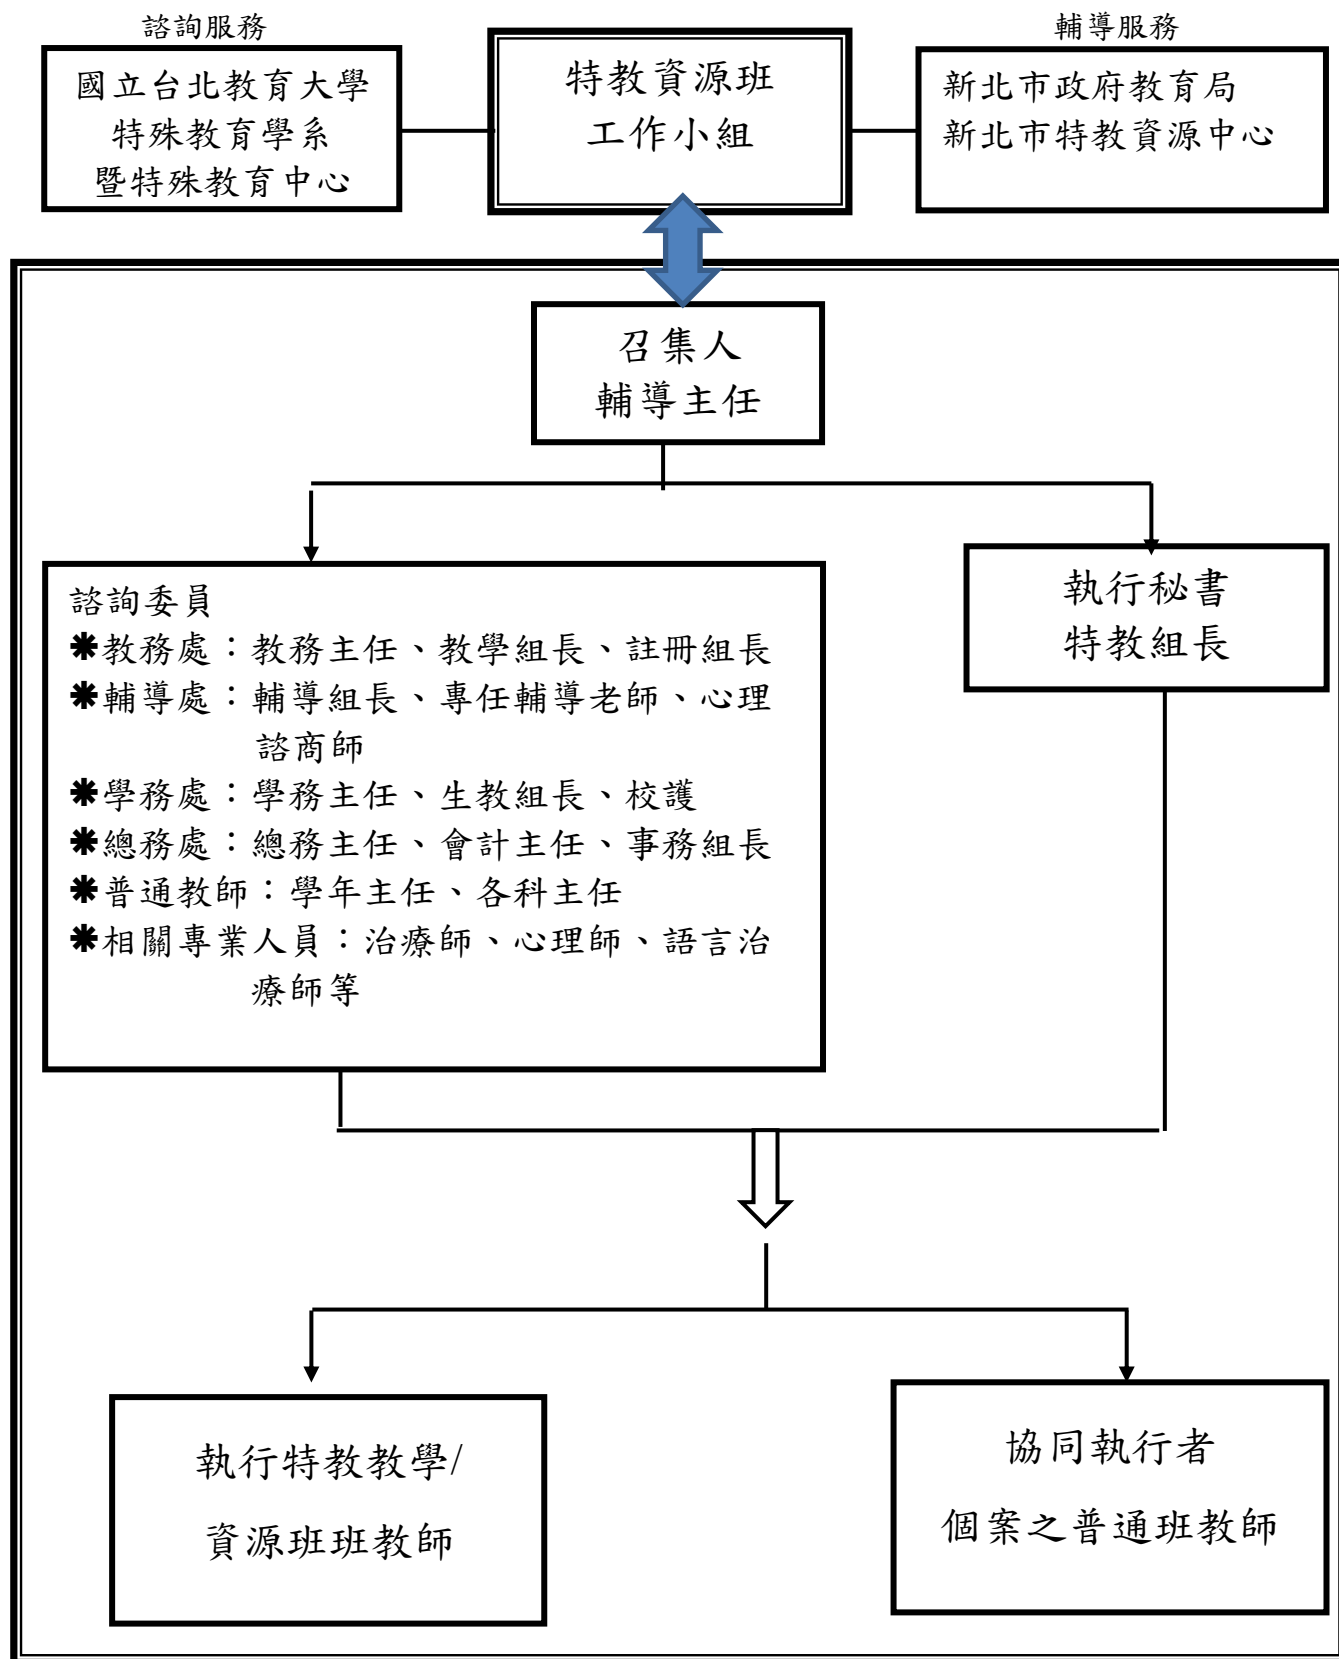 諮詢服務
國立台北教育大學
特殊教育學系
暨特殊教育中心
特教資源班
工作小組
輔導服務
新北市政府教育局
新北市特教資源中心
召集人
輔導主任
諮詢委員
✱教務處：教務主任、教學組長、註冊組長
✱輔導處：輔導組長、專任輔導老師、心理
諮商師
✱學務處：學務主任、生教組長、校護
✱總務處：總務主任、會計主任、事務組長
✱普通教師：學年主任、各科主任
✱相關專業人員：治療師、心理師、語言治
療師等
執行秘書
特教組長
執行特教教學/
資源班班教師
協同執行者
個案之普通班教師